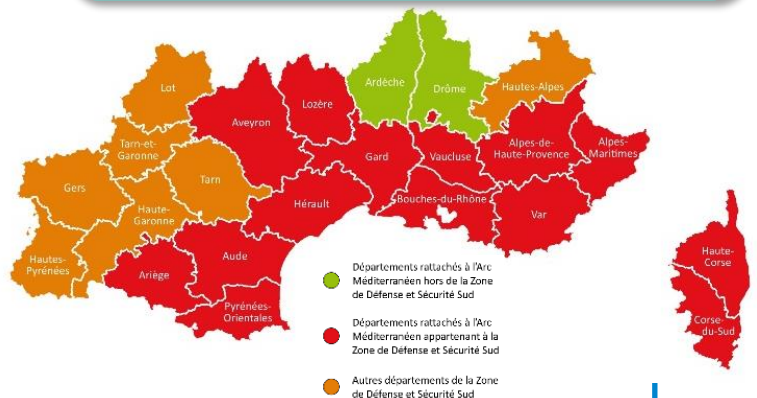 Ardèche
Drôme
Hautes-Alpes
Lot
Lozère
Aveyron
Tarn-et-
Garonne
Gard
Vaucluse
Alpes-de-
Haute-Provence
Alpes-
Maritimes
Gers
Tarn
Hérault
Bouches-du-Rhône
Var
Haute-
Garonne
Hautes-
Pyrénées
Ariège
Aude
Pyrénées-
Orientales
Haute-
Corse
Corse-
du-Sud
Départements rattachés à l'Arc
Méditerranéen hors de la Zone
de Défense et Sécurité Sud
Départements rattachés à l'Arc
Méditerranéen appartenant à la
Zone de Défense et Sécurité Sud
Autres départements de la Zone
de Défense et Sécurité Sud